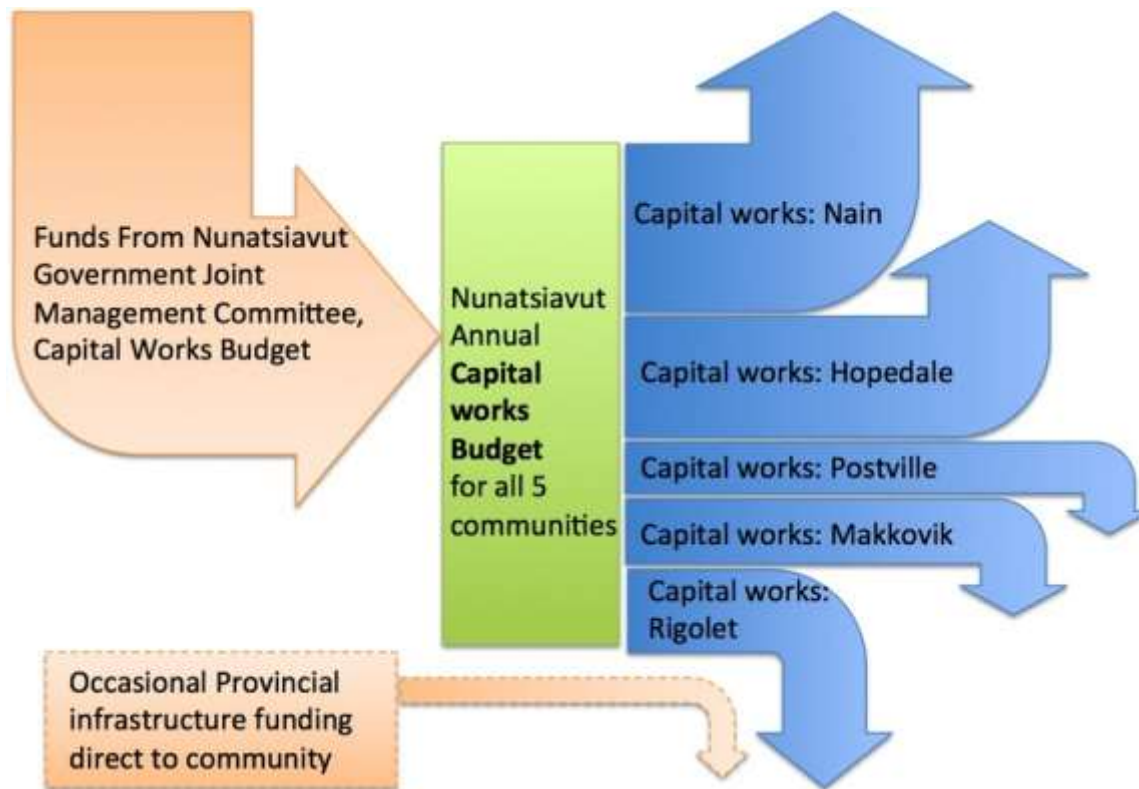 Funds From Nunatsiavut
Government Joint
Management Committee,
Capital Works Budget
Nunatsiavut
Annual
Capital
works
Budget
for all 5
communities
Capital works: Nain
Capital works: Hopedale
Capital works: Postville
Capital works: Makkovik
Capital works:
Rigolet
Occasional Provincial
infrastructure funding
direct to community